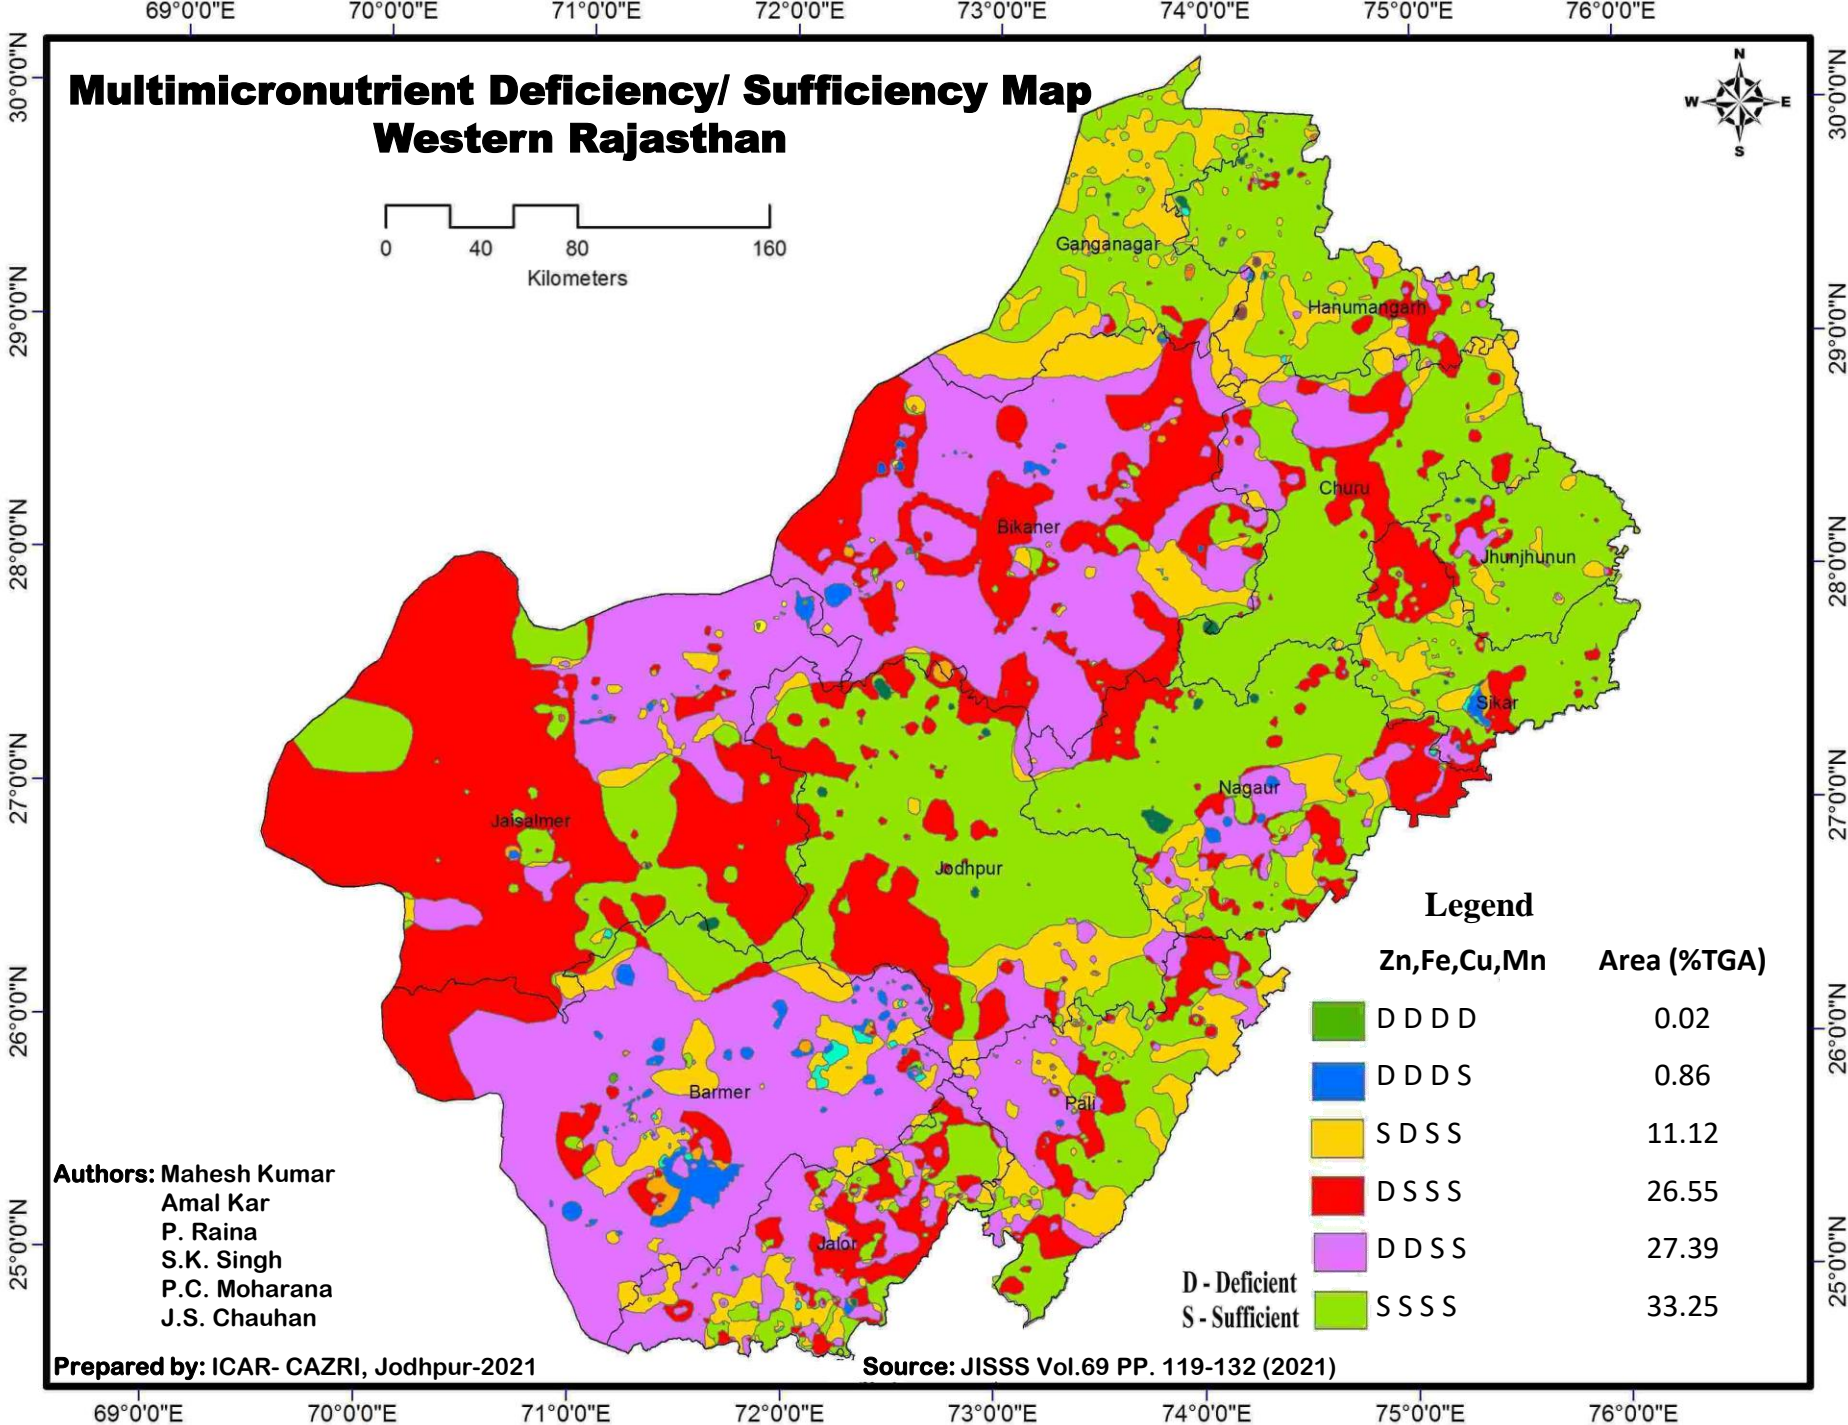 69°0'0"E 70°0'0"E 71°0'0"E 72°0'0"E 73°0'0"E 74°0'0"E 75°0'0"E 76°0'0"E
Multimicronutrient Deficiency/ Sufficiency Map
Western Rajasthan
N
W E
S
0 40 80 160
Kilometers
30°0'0"N
29°0'0"N
28°0'0"N
27°0'0"N
26°0'0"N
25°0'0"N
30°0'0"N
29°0'0"N
28°0'0"N
27°0'0"N
26°0'0"N
25°0'0"N
Ganganagar
Hanumangarh
Churu
Bikaner
Jhunjhunun
Sikar
Nagaur
Jaisalmer
Jodhpur
Barmer
Pali
Jalor
Legend
Zn,Fe,Cu,Mn Area (%TGA)
D D D D 0.02
D D D S 0.86
S D S S 11.12
D S S S 26.55
D D S S 27.39
S S S S 33.25
D - Deficient
S - Sufficient
Authors: Mahesh Kumar
Amal Kar
P. Raina
S.K. Singh
P.C. Moharana
J.S. Chauhan
Prepared by: ICAR- CAZRI, Jodhpur-2021
Source: JISSS Vol.69 PP. 119-132 (2021)
69°0'0"E 70°0'0"E 71°0'0"E 72°0'0"E 73°0'0"E 74°0'0"E 75°0'0"E 76°0'0"E